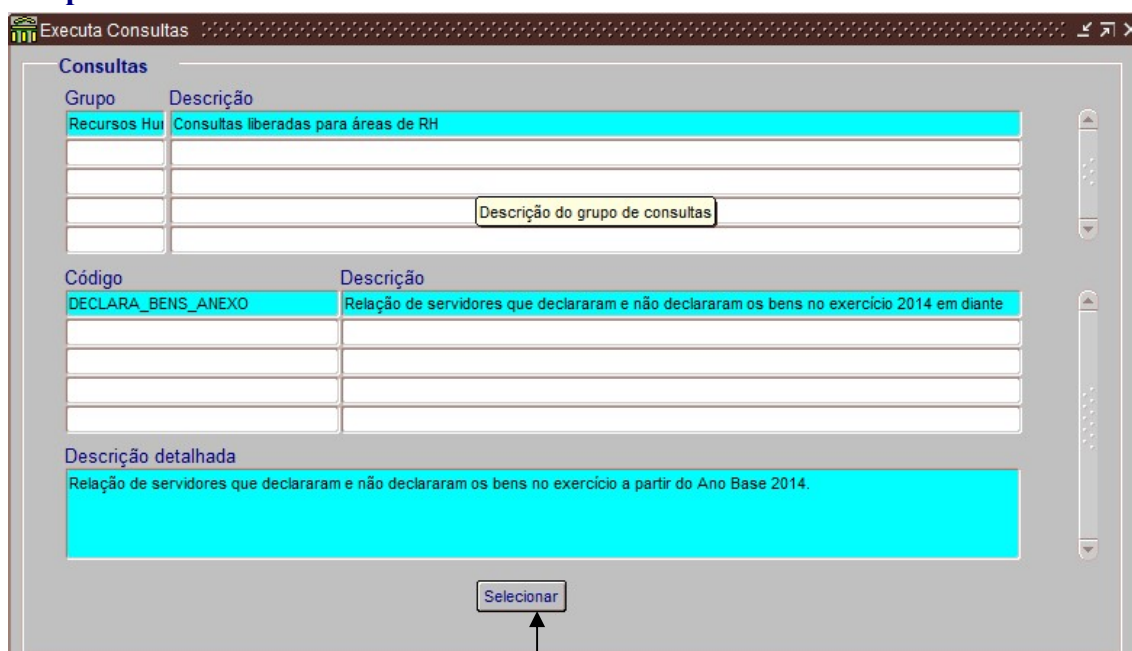 Executa Consultas
Consultas
Grupo Descrição
Recursos Hu Consultas liberadas para áreas de RH
Descrição do grupo de consultas
Código Descrição
DECLARA_BENS_ANEXO Relação de servidores que declararam e não declararam os bens no exercício 2014 em diante
Descrição detalhada
Relação de servidores que declararam e não declararam os bens no exercício a partir do Ano Base 2014.
Selecionar